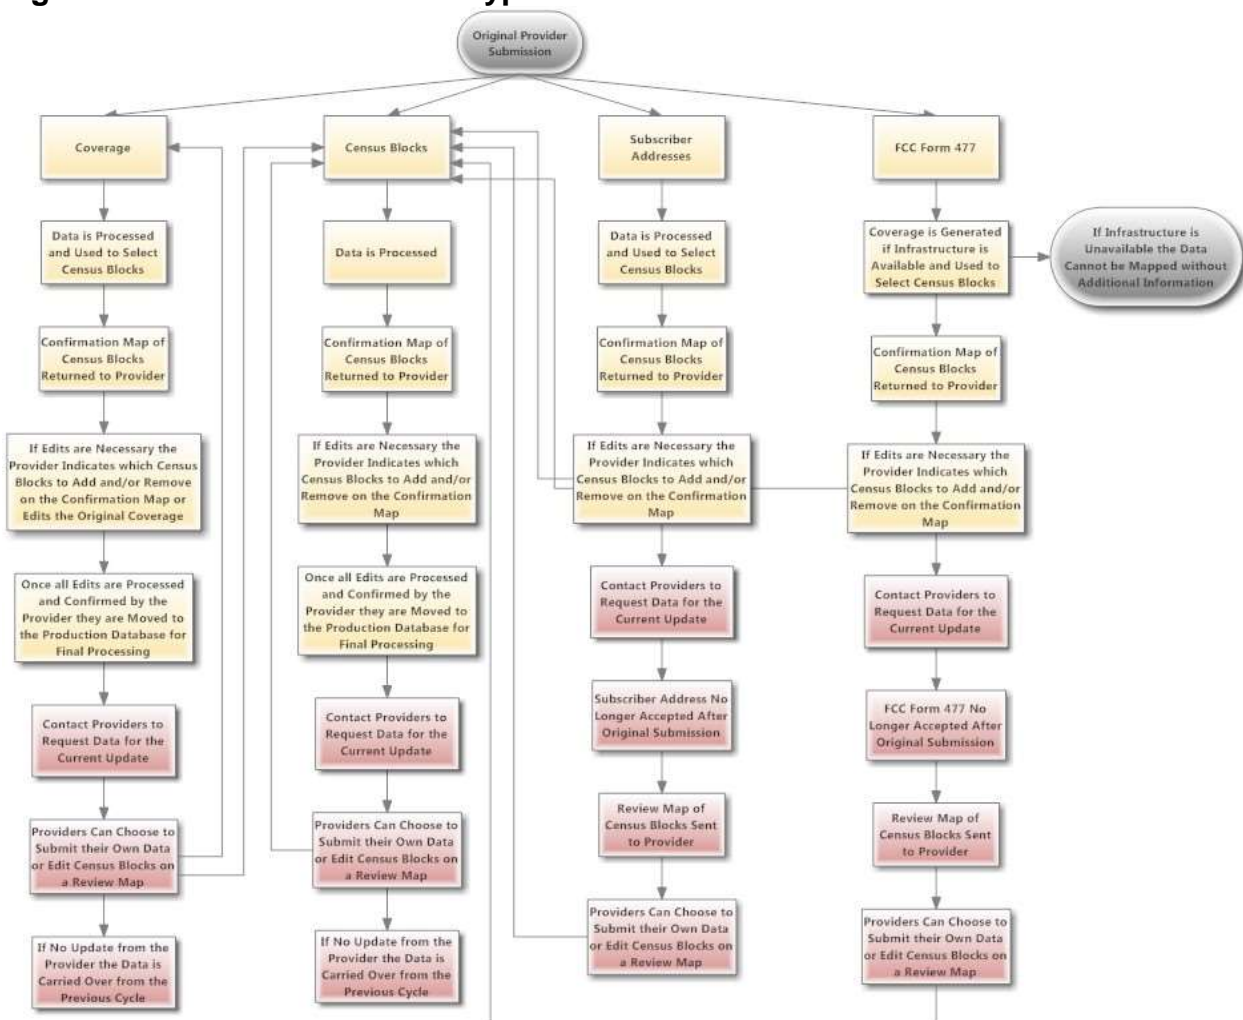 Original Provider
Submission
Coverage
Census Blocks
Subscriber
Addresses
FCC Form 477
Data is Processed
and Used to Select
Census Blocks
Data is Processed
Data is Processed
and Used to Select
Census Blocks
Coverage is Generated
if Infrastructure is
Available and Used to
Select Census Blocks
If Infrastructure is
Unavailable the Data
Cannot be Mapped without
Additional Information
Confirmation Map of
Census Blocks
Returned to Provider
Confirmation Map of
Census Blocks
Returned to Provider
Confirmation Map of
Census Blocks
Returned to Provider
Confirmation Map of
Census Blocks
Returned to Provider
If Edits are Necessary the
Provider Indicates which Census
Blocks to Add and/or Remove
on the Confirmation Map or
Edits the Original Coverage
If Edits are Necessary the
Provider Indicates which
Census Blocks to Add and/or
Remove on the Confirmation
Map
If Edits are Necessary the
Provider Indicates which
Census Blocks to Add and/or
Remove on the Confirmation
Map
If Edits are Necessary the
Provider Indicates which
Census Blocks to Add and/or
Remove on the Confirmation
Map
Once all Edits are Processed
and Confirmed by the
Provider they are Moved to
the Production Database for
Final Processing
Once all Edits are Processed
and Confirmed by the
Provider they are Moved to
the Production Database for
Final Processing
Contact Providers to
Request Data for the
Current Update
Contact Providers to
Request Data for the
Current Update
Contact Providers to
Request Data for the
Current Update
Contact Providers to
Request Data for the
Current Update
Subscriber Address No
Longer Accepted After
Original Submission
FCC Form 477 No
Longer Accepted After
Original Submission
Providers Can Choose to
Submit their Own Data
or Edit Census Blocks on
a Review Map
Providers Can Choose to
Submit their Own Data
or Edit Census Blocks on
a Review Map
Review Map of
Census Blocks Sent
to Provider
Review Map of
Census Blocks Sent
to Provider
If No Update from the
Provider the Data is
Carried Over from the
Previous Cycle
If No Update from the
Provider the Data is
Carried Over from the
Previous Cycle
Providers Can Choose to
Submit their Own Data
or Edit Census Blocks on
a Review Map
Providers Can Choose to
Submit their Own Data
or Edit Census Blocks on
a Review Map